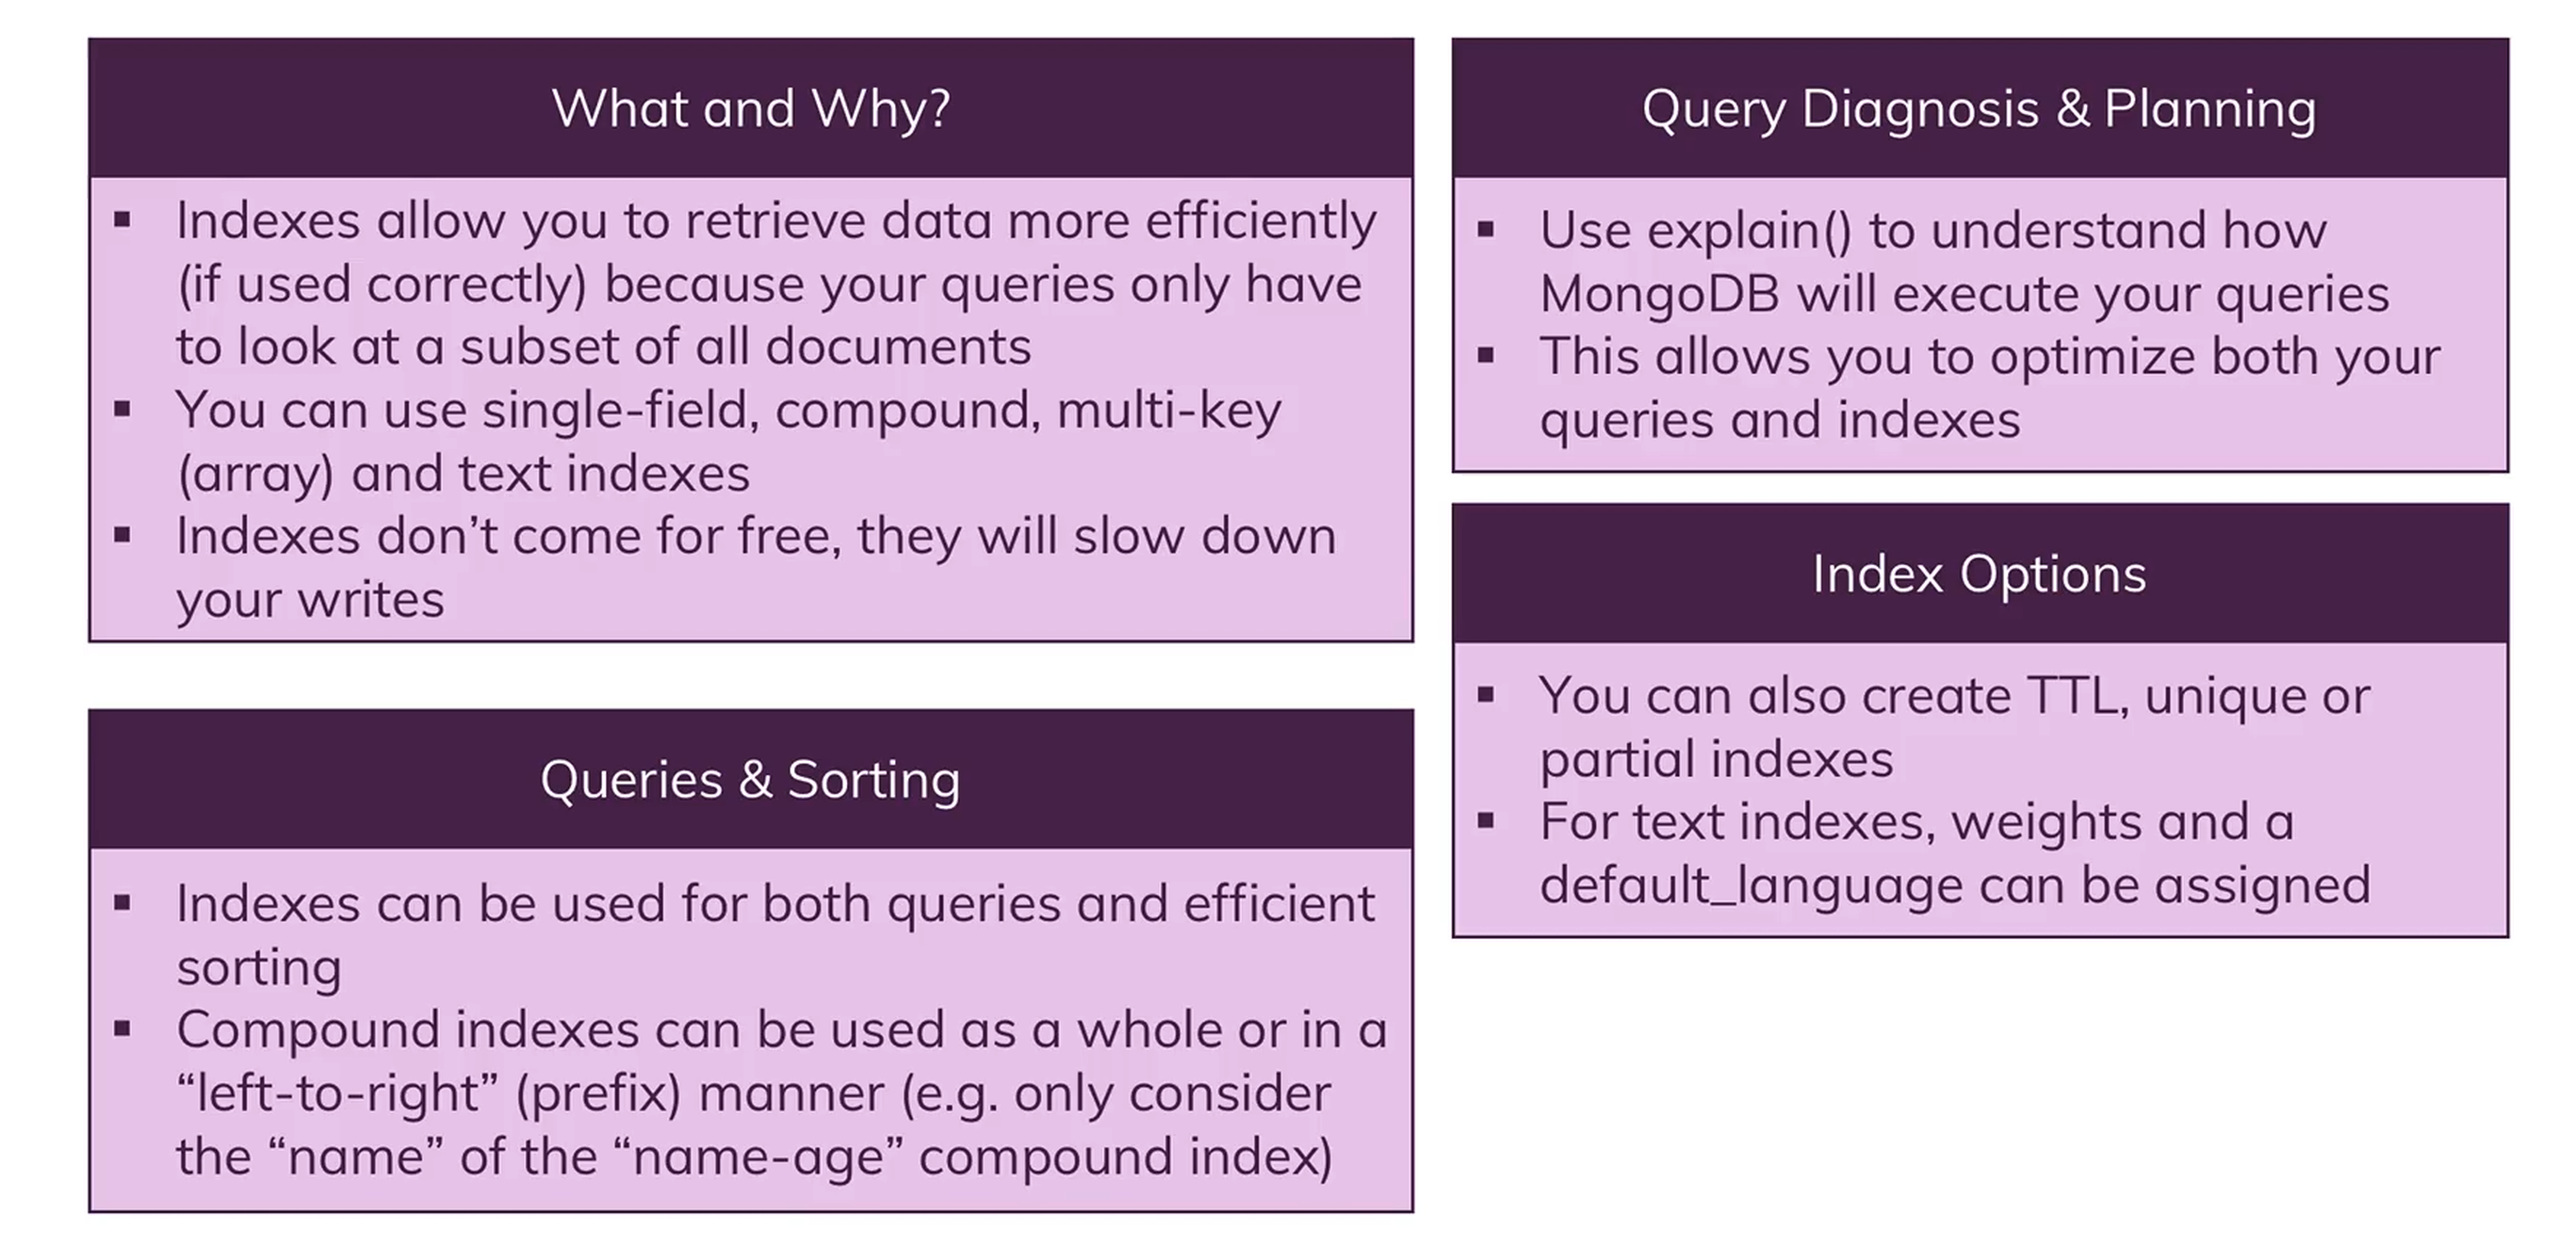 What and Why?
▪ Indexes allow you to retrieve data more efficiently
(if used correctly) because your queries only have
to look at a subset of all documents
▪ You can use single-field, compound, multi-key
(array) and text indexes
▪ Indexes don’t come for free, they will slow down
your writes
Queries & Sorting
▪ Indexes can be used for both queries and efficient
sorting
▪ Compound indexes can be used as a whole or in a
“left-to-right” (prefix) manner (e.g. only consider
the “name” of the “name-age” compound index)
Query Diagnosis & Planning
▪ Use explain() to understand how
MongoDB will execute your queries
▪ This allows you to optimize both your
queries and indexes
Index Options
▪ You can also create TTL, unique or
partial indexes
▪ For text indexes, weights and a
default_language can be assigned